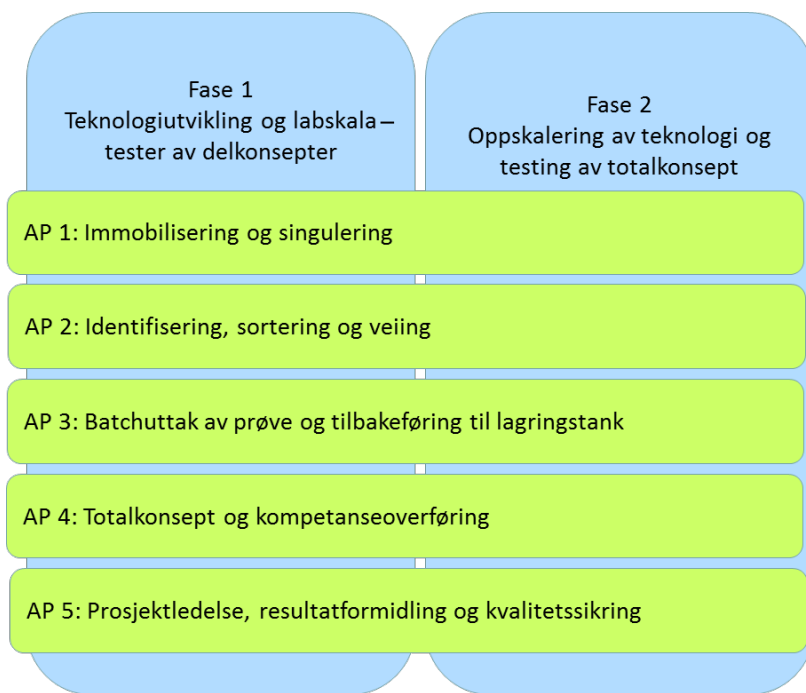 Fase 1
Teknologiutvikling og labskala –
tester av delkonsepter
Fase 2
Oppskalering av teknologi og
testing av totalkonsept
AP 1: Immobilisering og singulering
AP 2: Identifisering, sortering og veiing
AP 3: Batchuttak av prøve og tilbakeføring til lagringstank
AP 4: Totalkonsept og kompetanseoverføring
AP 5: Prosjektledelse, resultatformidling og kvalitetssikring